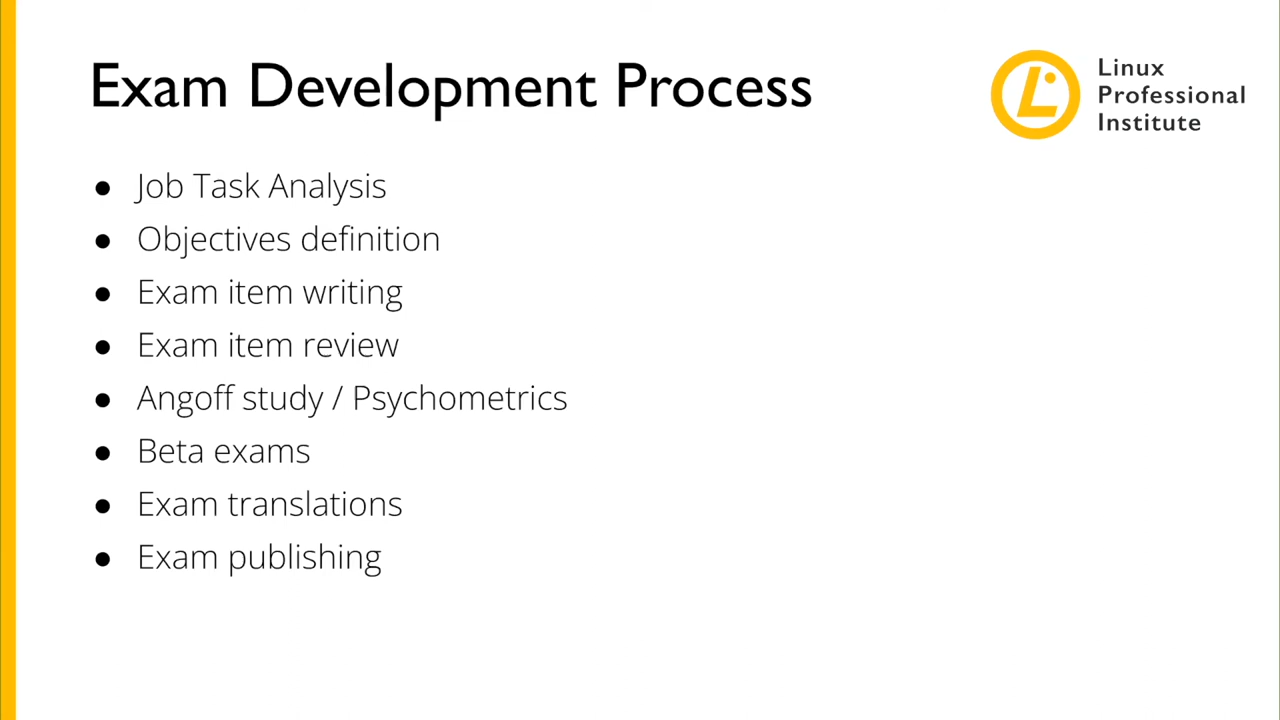 Exam Development Process
Linux
Professional
Institute
● Job Task Analysis
● Objectives definition
● Exam item writing
● Exam item review
● Angoff study / Psychometrics
● Beta exams
● Exam translations
● Exam publishing